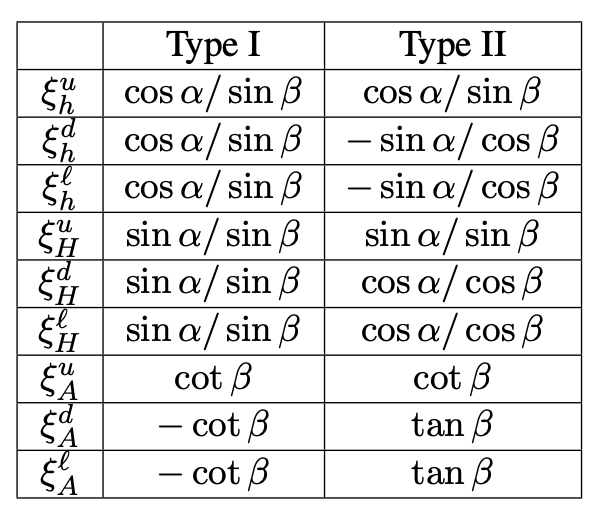 Type I Type II
ξ_h^u cos α/ sin β cos α/ sin β
ξ_h^d cos α/ sin β − sin α/ cos β
ξ_h^ℓ cos α/ sin β − sin α/ cos β
ξ_H^u sin α/ sin β sin α/ sin β
ξ_H^d sin α/ sin β cos α/ cos β
ξ_H^ℓ sin α/ sin β cos α/ cos β
ξ_A^u cot β cot β
ξ_A^d − cot β tan β
ξ_A^ℓ − cot β tan β